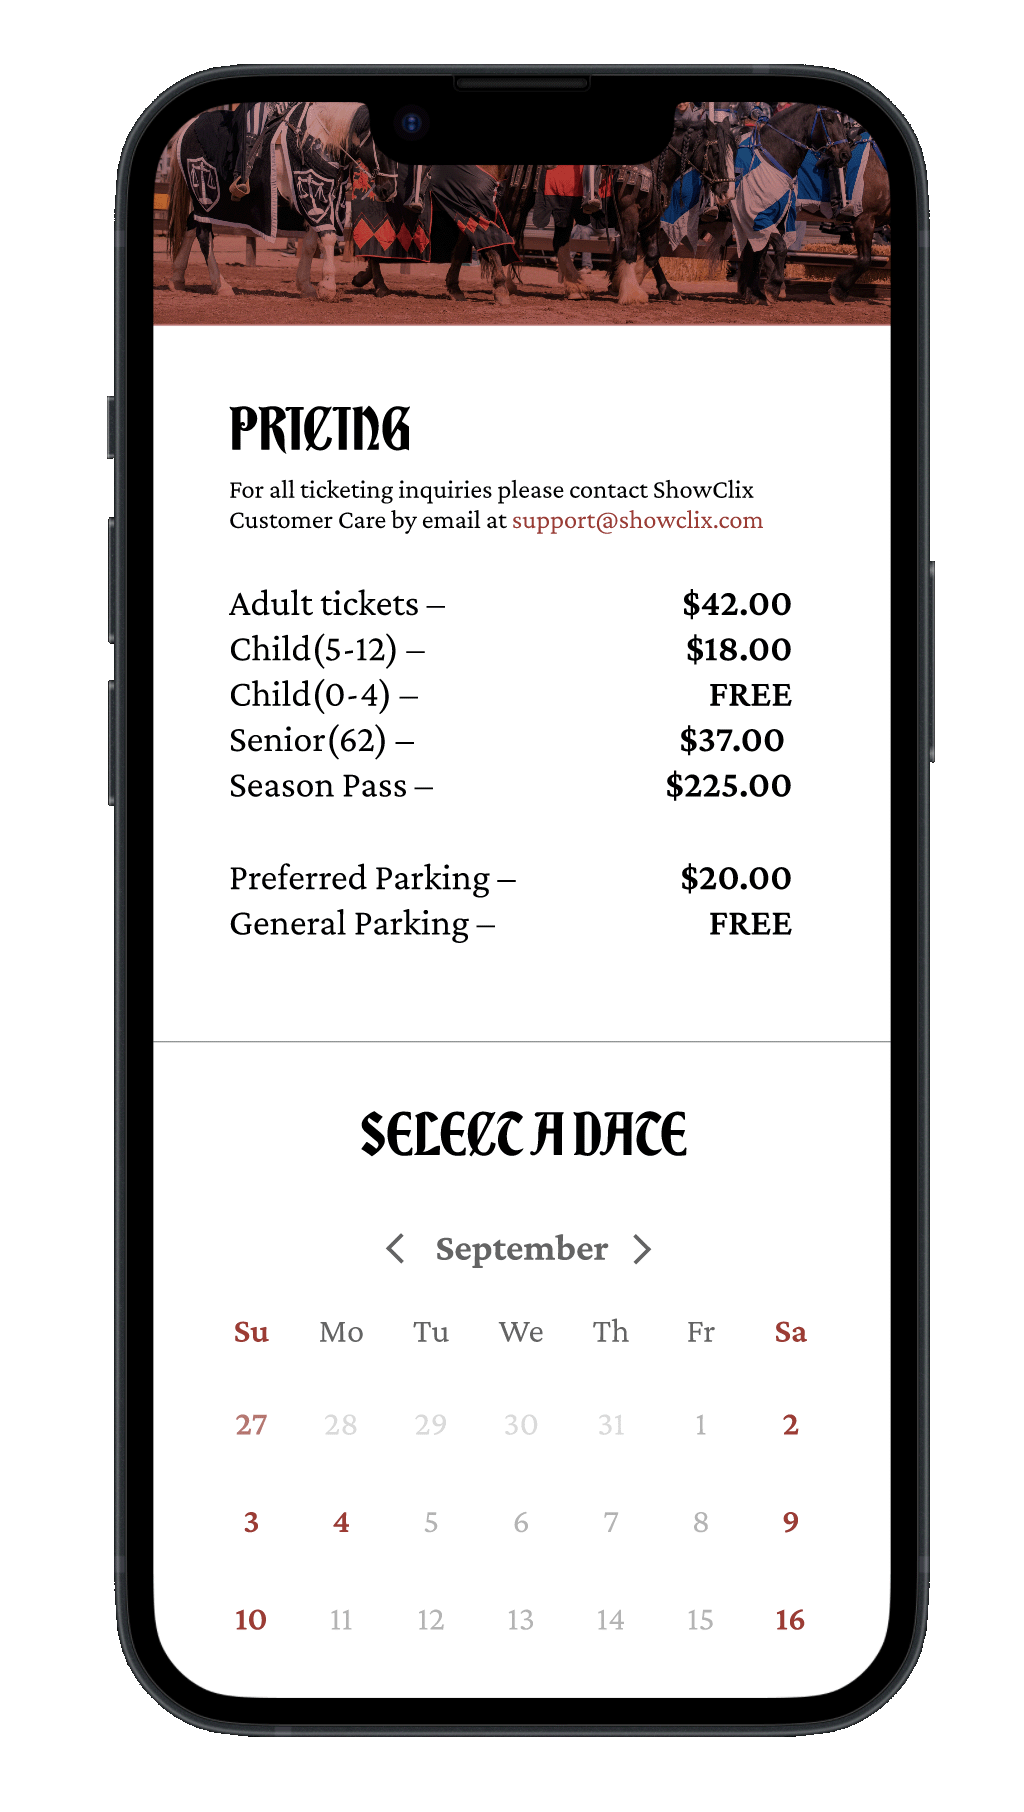 PRICING
For all ticketing inquiries please contact ShowClix
Customer Care by email at support@showclix.com
Adult tickets – $42.00
Child(5-12) – $18.00
Child(0-4) – FREE
Senior(62) – $37.00
Season Pass – $225.00
Preferred Parking – $20.00
General Parking – FREE
SELECT A DATE
< September >
Su Mo Tu We Th Fr Sa
27 28 29 30 31 1 2
3 4 5 6 7 8 9
10 11 12 13 14 15 16